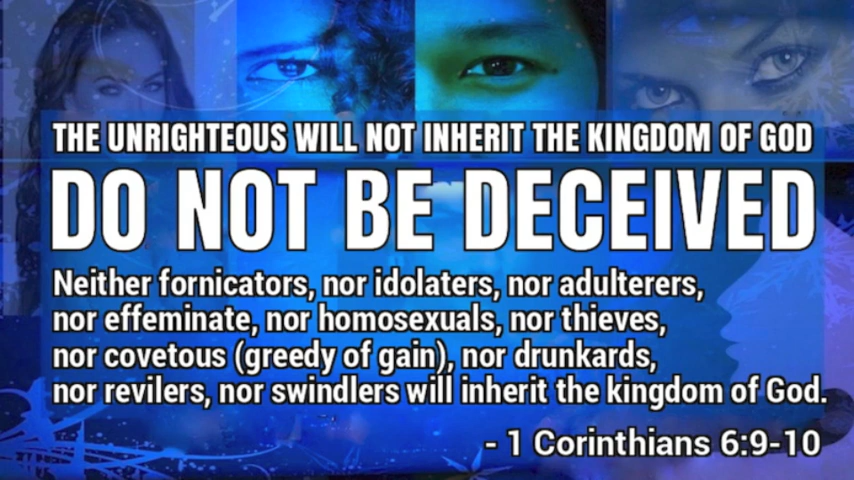 THE UNRIGHTEOUS WILL NOT INHERIT THE KINGDOM OF GOD
DO NOT BE DECEIVED
Neither fornicators, nor idolaters, nor adulterers,
nor effeminate, nor homosexuals, nor thieves,
nor covetous (greedy of gain), nor drunkards,
nor revilers, nor swindlers will inherit the kingdom of God.
- 1 Corinthians 6:9-10